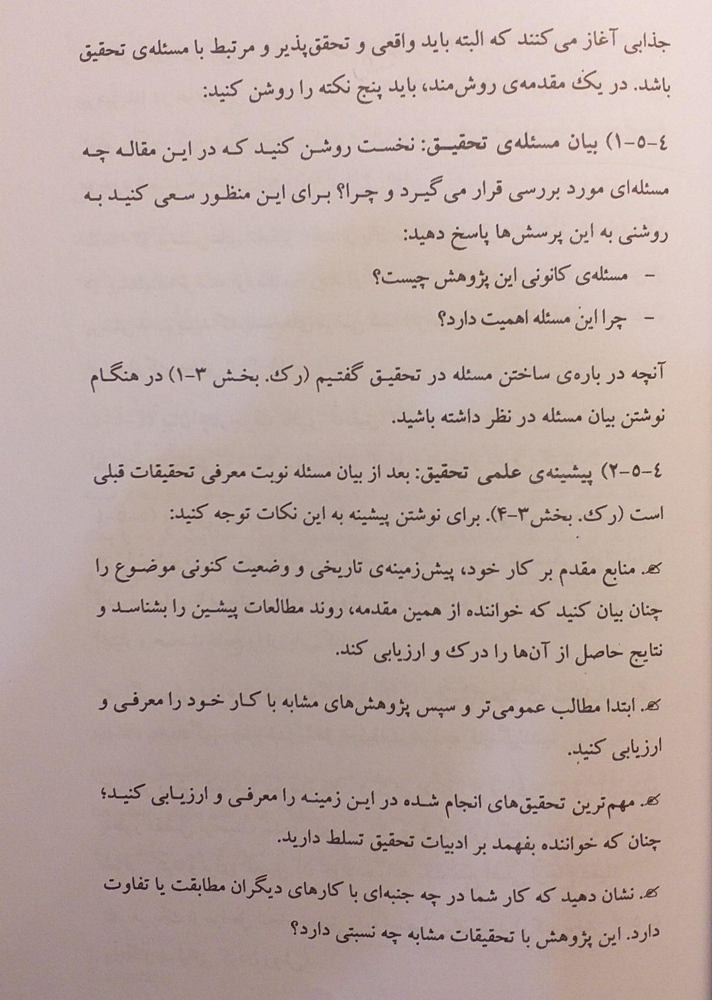 جذابی آغاز می‌کنند که البته باید واقعی و تحقق‌پذیر و مرتبط با مسئله‌ی تحقیق
باشد. در یک مقدمه‌ی روش‌مند، باید پنج نکته را روشن کنید:
٤-٥-١) بیان مسئله‌ی تحقیق: نخست روشن کنید که در این مقاله چه
مسئله‌ای مورد بررسی قرار می‌گیرد و چرا؟ برای این منظور سعی کنید به
روشنی به این پرسش‌ها پاسخ دهید:
- مسئله‌ی کانونی این پژوهش چیست؟
- چرا این مسئله اهمیت دارد؟
آنچه در باره‌ی ساختن مسئله در تحقیق گفتیم (رک. بخش ۳-۱) در هنگام
نوشتن بیان مسئله در نظر داشته باشید.
٤-٥-٢) پیشینه‌ی علمی تحقیق: بعد از بیان مسئله نوبت معرفی تحقیقات قبلی
است (رک. بخش ۳-۴). برای نوشتن پیشینه به این نکات توجه کنید:
✍. منابع مقدم بر کار خود، پیش‌زمینه‌ی تاریخی و وضعیت کنونی موضوع را
چنان بیان کنید که خواننده از همین مقدمه، روند مطالعات پیشین را بشناسد و
نتایج حاصل از آن‌ها را درک و ارزیابی کند.
✍. ابتدا مطالب عمومی‌تر و سپس پژوهش‌های مشابه با کار خود را معرفی و
ارزیابی کنید.
✍. مهم‌ترین تحقیق‌های انجام شده در این زمینه را معرفی و ارزیابی کنید؛
چنان که خواننده بفهمد بر ادبیات تحقیق تسلط دارید.
✍. نشان دهید که کار شما در چه جنبه‌ای با کارهای دیگران مطابقت یا تفاوت
دارد. این پژوهش با تحقیقات مشابه چه نسبتی دارد؟